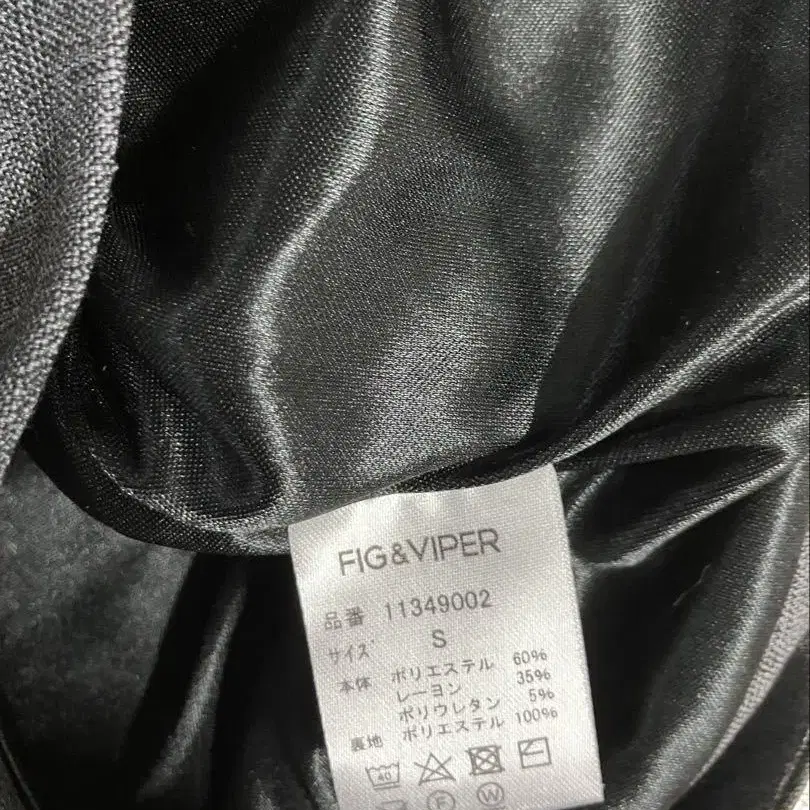 FIG&VIPER
品番 11349002
サイズ S
本体 ポリエステル 60%
レーヨン 35%
ポリウレタン 5%
裏地 ポリエステル 100%
40
F W